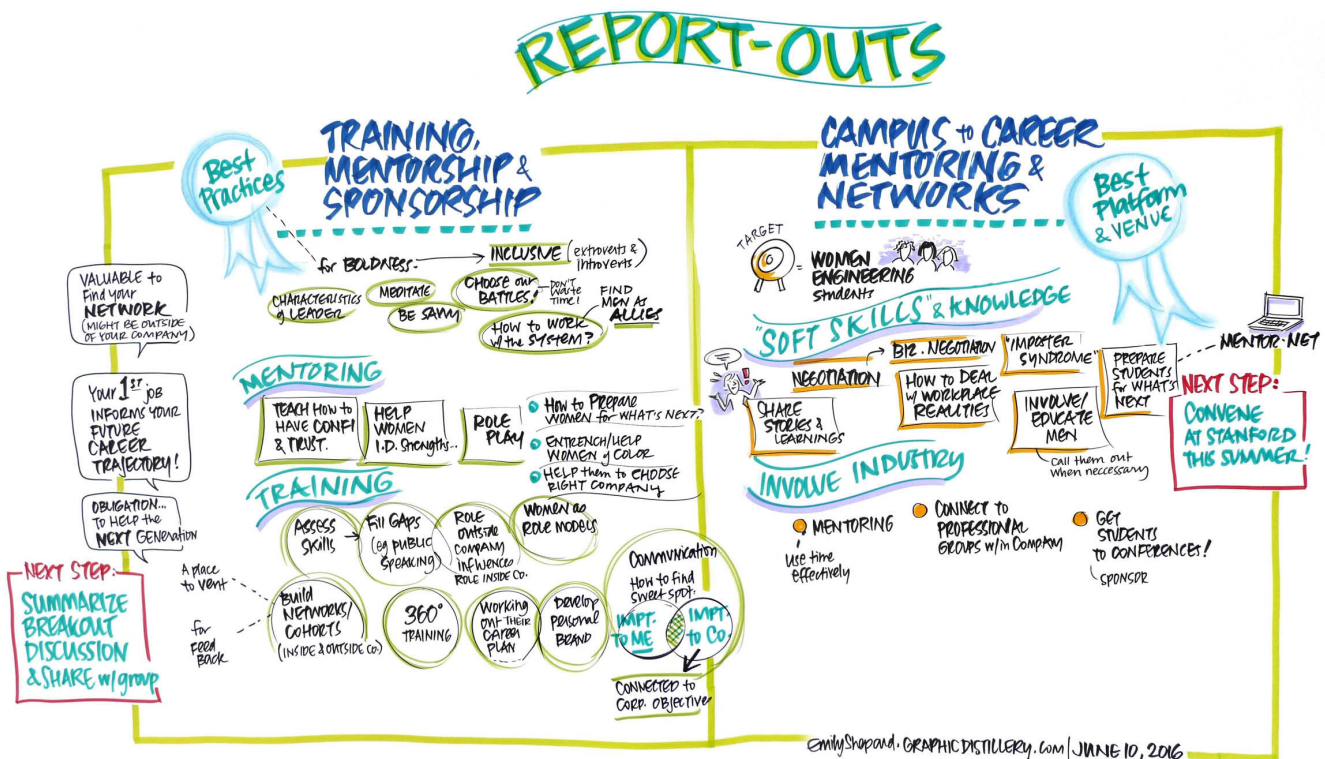 REPORT-OUTS
Best
Practices
TRAINING,
MENTORSHIP &
SPONSORSHIP
for BOLDNESS.
INCLUSIVE (extroverts &
introverts)
CHARACTERISTICS
of LEADER
MEDITATE
BE SAVVY
CHOOSE our
BATTLES!
DON'T
WASTE
TIME!
HOW to WORK
w/the SYSTEM?
FIND
MEN AS
ALLIES
VALUABLE to
Find your
NETWORK
(MIGHT BE OUTSIDE
OF YOUR COMPANY)
Your 1ST job
INFORMS YOUR
FUTURE
CAREER
TRAJECTORY!
OBLIGATION...
TO HELP the
NEXT GENERATION
NEXT STEP:
SUMMARIZE
BREAKOUT
DISCUSSION
& SHARE w/group
MENTORING
TEACH HOW to
HAVE CONFI
& TRUST.
HELP
WOMEN
I.D. Strengths...
ROLE
PLAY
HOW to PREPARE
WOMEN for WHAT'S NEXT?
ENTRENCH/HELP
WOMEN of COLOR
HELP them to CHOOSE
RIGHT COMPANY
TRAINING
ASSESS
SKILLS
Fill GAPS
(eg PUBLIC
SPEAKING)
ROLE
OUTSIDE
COMPANY
INFLUENCES
ROLE INSIDE CO.
WOMEN as
ROLE MODELS
A place
to VENT
for
FEED
BACK
Build
NETWORKS/
COHORTS
(INSIDE & OUTSIDE CO.)
360°
TRAINING
Working
out THEIR
CAREER
PLAN
Develop
PERSONAL
BRAND
Communication
How to find
sweet spot:
IMPT.
to ME
IMPT.
to Co.
CONNECTED to
CORP. OBJECTIVES
CAMPUS to CAREER
MENTORING &
NETWORKS
Best
Platform
& VENUE
TARGET
= WOMEN
ENGINEERING
students
"SOFT SKILLS" & KNOWLEDGE
NEGOTIATION
BIZ. NEGOTIATION
"IMPOSTER
SYNDROME"
PREPARE
STUDENTS
for WHAT'S
NEXT
MENTOR.NET
SHARE
STORIES &
LEARNINGS
HOW to DEAL
w/ WORKPLACE
REALITIES
INVOLVE/
EDUCATE
MEN
call them out
when neccessary
NEXT STEP:
CONVENE
AT STANFORD
THIS SUMMER!
INVOLVE INDUSTRY
MENTORING
use time
effectively
CONNECT to
PROFESSIONAL
GROUPS w/in COMPANY
GET
STUDENTS
to CONFERENCES!
SPONSOR
Emily Shepard. GRAPHIC DISTILLERY.com | JUNE 10, 2016